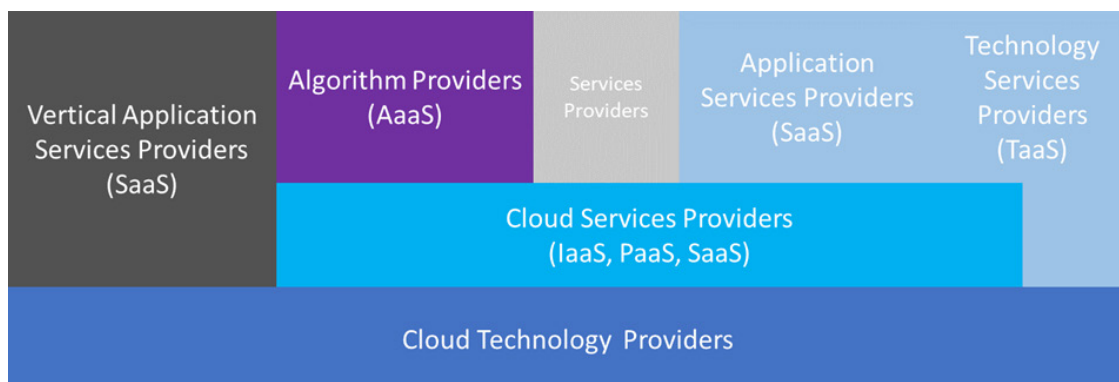 Vertical Application
Services Providers
(SaaS)
Algorithm Providers
(AaaS)
Services
Providers
Application
Services Providers
(SaaS)
Technology
Services
Providers
(TaaS)
Cloud Services Providers
(IaaS, PaaS, SaaS)
Cloud Technology Providers